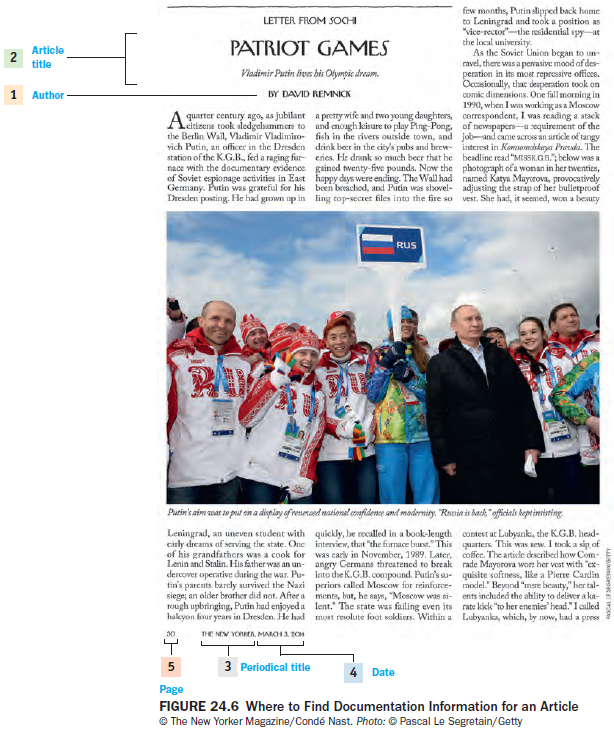 LETTER FROM SOCHI
PATRIOT GAMES
Vladimir Putin lives his Olympic dream.
BY DAVID REMNICK
2
Article
title
1
Author
A quarter century ago, as jubilant
citizens took sledgehammers to
the Berlin Wall, Vladimir Vladimiro-
vich Putin, an officer in the Dresden
station of the K.G.B., fed a raging fur-
nace with the documentary evidence
of Soviet espionage activities in East
Germany. Putin was grateful for his
Dresden posting. He had grown up in
a pretty wife and two young daughters,
and enough leisure to play Ping-Pong,
fish in the rivers outside town, and
drink beer in the city's pubs and brew-
eries. He drank so much beer that he
gained twenty-five pounds. Now the
happy days were ending. The Wall had
been breached, and Putin was shovel-
ling top-secret files into the fire so
few months, Putin slipped back home
to Leningrad and took a position as
"vice-rector"—the residential spy—at
the local university.
As the Soviet Union began to un-
ravel, there was a pervasive mood of des-
peration in its most repressive offices.
Occasionally, that desperation took on
comic dimensions. One fall morning in
1990, when I was working as a Moscow
correspondent, I was reading a stack
of newspapers—a requirement of the
job—and came across an article of tangy
interest in Komsomolskaya Pravda. The
headline read "MISS K.G.B."; below was a
photograph of a woman in her twenties,
named Katya Mayorova, provocatively
adjusting the strap of her bulletproof
vest. She had, it seemed, won a beauty
RUS
Putin's aim was to put on a display of renewed national confidence and modernity. "Russia is back," officials kept insisting.
Leningrad, an uneven student with
early dreams of serving the state. One
of his grandfathers was a cook for
Lenin and Stalin. His father was an un-
dercover operative during the war. Pu-
tin's parents barely survived the Nazi
siege; an older brother did not. After a
rough upbringing, Putin had enjoyed a
halcyon four years in Dresden. He had
quickly, he recalled in a book-length
interview, that "the furnace burst." This
was early in November, 1989. Later,
angry Germans threatened to break
into the K.G.B. compound. Putin's su-
periors called Moscow for reinforce-
ments, but, he says, "Moscow was si-
lent." The state was failing even its
most resolute foot soldiers. Within a
contest at Lubyanka, the K.G.B. head-
quarters. This was new. I took a sip of
coffee. The article described how Com-
rade Mayorova wore her vest with "ex-
quisite softness, like a Pierre Cardin
model." Beyond "mere beauty," her tal-
ents included the ability to deliver a ka-
rate kick "to her enemies' head." I called
Lubyanka, which, by now, had a press
PASCAL LE SEGRETAIN/GETTY
30 THE NEW YORKER, MARCH 3, 2014
5
3 Periodical title
4 Date
Page
FIGURE 24.6 Where to Find Documentation Information for an Article
© The New Yorker Magazine/Condé Nast. Photo: © Pascal Le Segretain/Getty